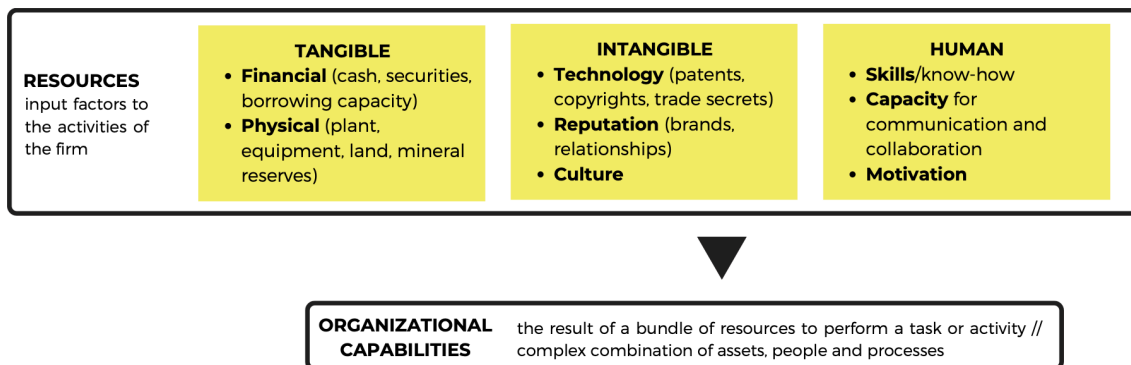 RESOURCES
input factors to
the activities of
the firm
TANGIBLE
• Financial (cash, securities,
borrowing capacity)
• Physical (plant,
equipment, land, mineral
reserves)
INTANGIBLE
• Technology (patents,
copyrights, trade secrets)
• Reputation (brands,
relationships)
• Culture
HUMAN
• Skills/know-how
• Capacity for
communication and
collaboration
• Motivation
ORGANIZATIONAL
CAPABILITIES
the result of a bundle of resources to perform a task or activity //
complex combination of assets, people and processes